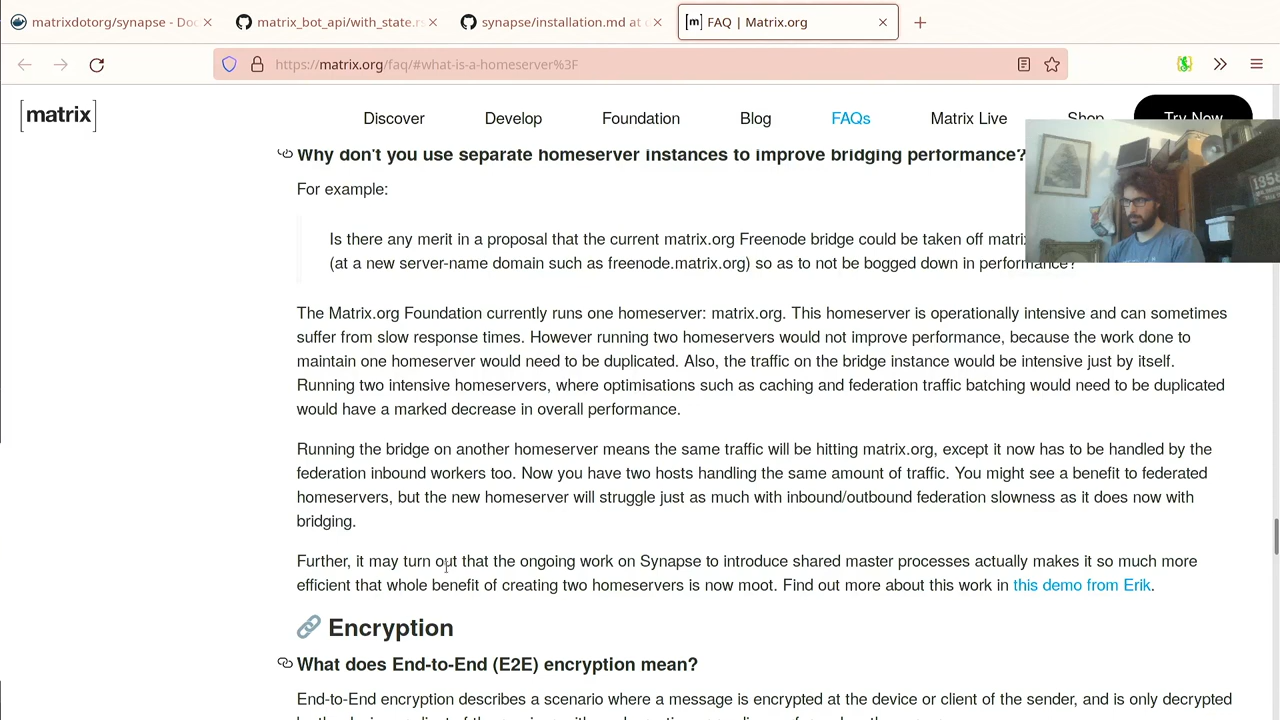 matrixdotorg/synapse - Do
matrix_bot_api/with_state.r
synapse/installation.md at
[m] FAQ | Matrix.org
https://matrix.org/faq/#what-is-a-homeserver%3F
[matrix]
Discover
Develop
Foundation
Blog
FAQs
Matrix Live
Shop
Try Now
Why don't you use separate homeserver instances to improve bridging performance?
For example:
Is there any merit in a proposal that the current matrix.org Freenode bridge could be taken off matri
(at a new server-name domain such as freenode.matrix.org) so as to not be bogged down in performance?
The Matrix.org Foundation currently runs one homeserver: matrix.org. This homeserver is operationally intensive and can sometimes
suffer from slow response times. However running two homeservers would not improve performance, because the work done to
maintain one homeserver would need to be duplicated. Also, the traffic on the bridge instance would be intensive just by itself.
Running two intensive homeservers, where optimisations such as caching and federation traffic batching would need to be duplicated
would have a marked decrease in overall performance.
Running the bridge on another homeserver means the same traffic will be hitting matrix.org, except it now has to be handled by the
federation inbound workers too. Now you have two hosts handling the same amount of traffic. You might see a benefit to federated
homeservers, but the new homeserver will struggle just as much with inbound/outbound federation slowness as it does now with
bridging.
Further, it may turn out that the ongoing work on Synapse to introduce shared master processes actually makes it so much more
efficient that whole benefit of creating two homeservers is now moot. Find out more about this work in this demo from Erik.
Encryption
What does End-to-End (E2E) encryption mean?
End-to-End encryption describes a scenario where a message is encrypted at the device or client of the sender, and is only decrypted